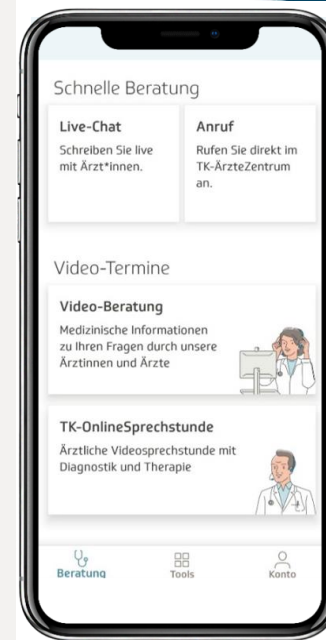 Schnelle Beratung
Live-Chat
Schreiben Sie live
mit Ärzt*innen.
Anruf
Rufen Sie direkt im
TK-ÄrzteZentrum
an.
Video-Termine
Video-Beratung
Medizinische Informationen
zu Ihren Fragen durch unsere
Ärztinnen und Ärzte
TK-OnlineSprechstunde
Ärztliche Videosprechstunde mit
Diagnostik und Therapie
Beratung
Tools
Konto